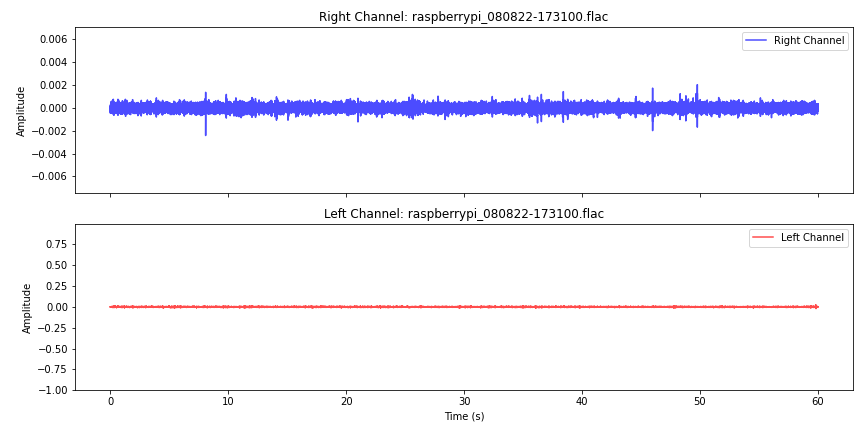 Right Channel: raspberrypi_080822-173100.flac
0.006
0.004
0.002
0.000
−0.002
−0.004
−0.006
Amplitude
Right Channel
Left Channel: raspberrypi_080822-173100.flac
0.75
0.50
0.25
0.00
−0.25
−0.50
−0.75
−1.00
Amplitude
Left Channel
0 10 20 30 40 50 60
Time (s)